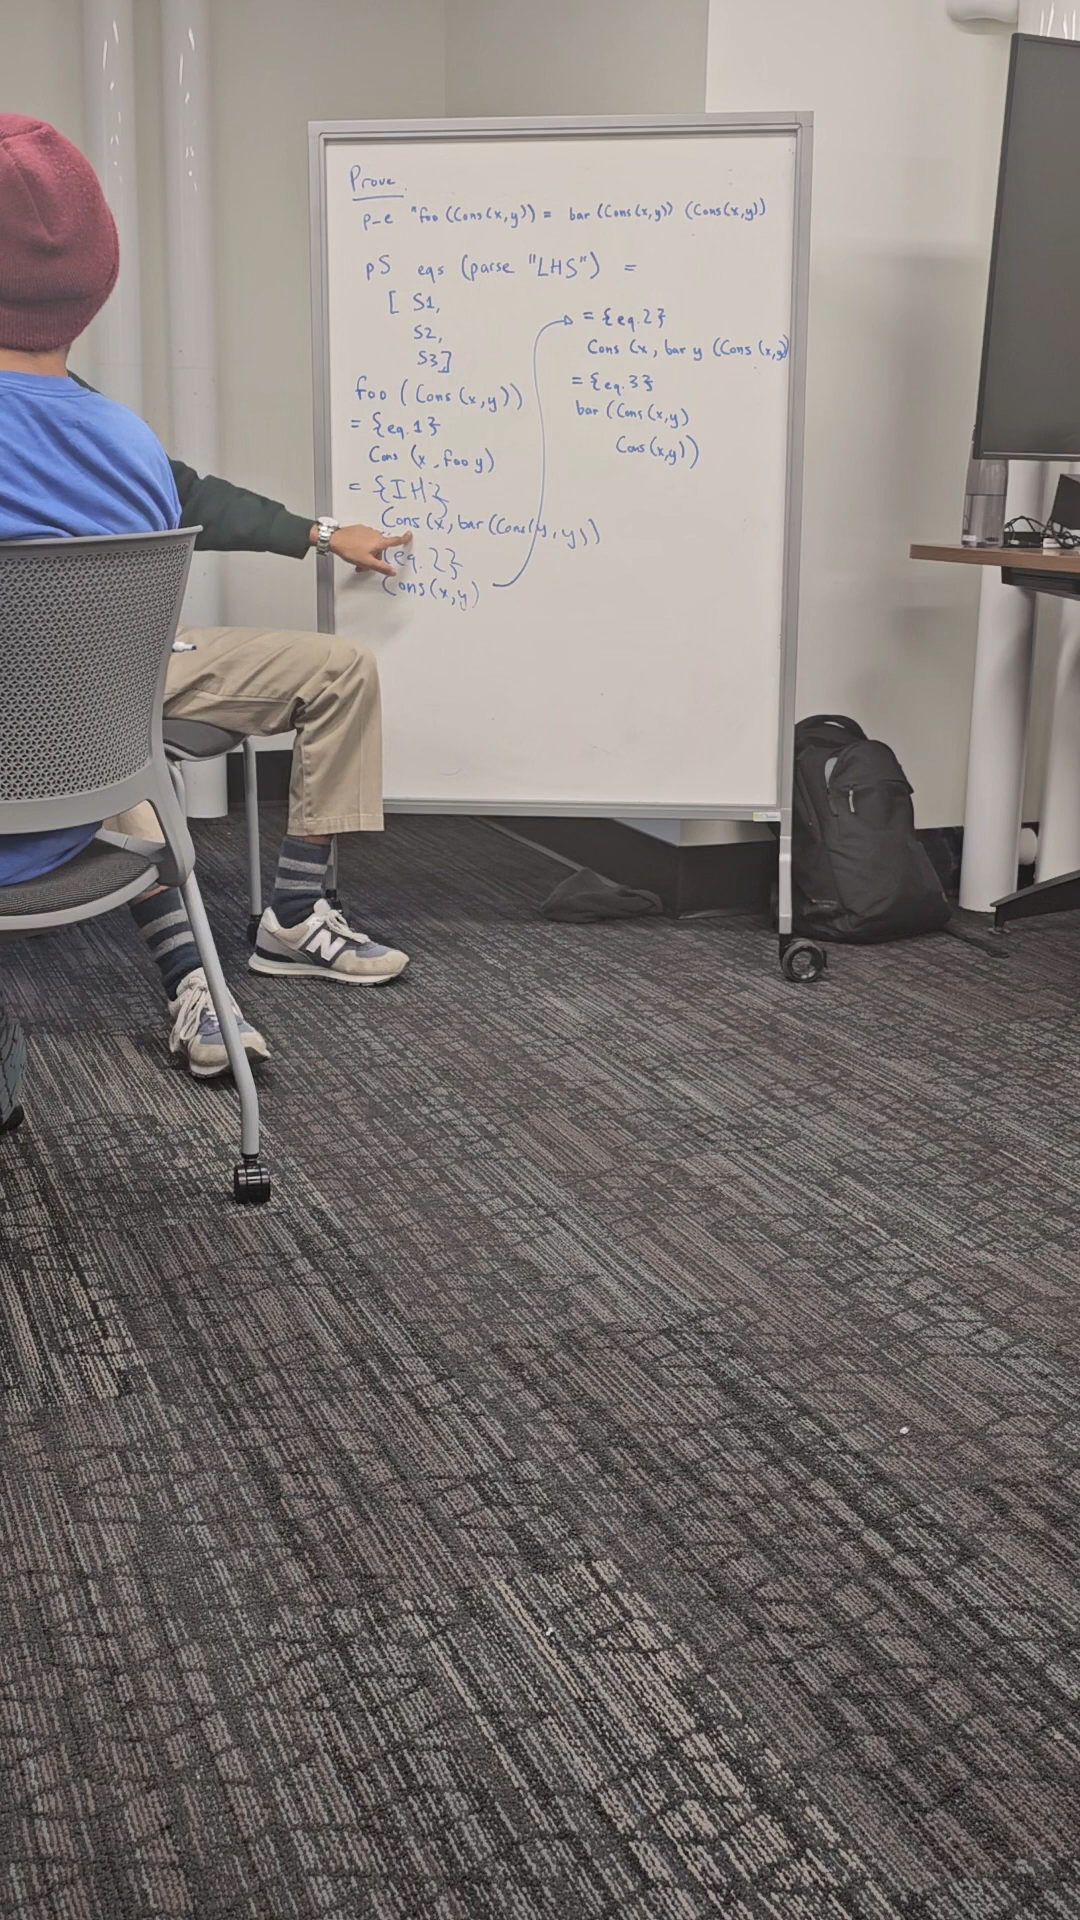 Prove
p-e "foo (Cons(x,y)) = bar (Cons(x,y)) (Cons(x,y))
pS eqs (parse "LHS") =
[ S1,
S2,
S3]
foo ( (Cons(x,y))
= {eq.1}
Cons (x, foo y)
= {IH}
Cons(x, bar (Cons(y, y))
{eq. 2}
Cons(x,y)
= {eq.2}
Cons (x, bar y (Cons (x,y)
= {eq.3}
bar (Cons(x,y)
Cons(x,y))
N